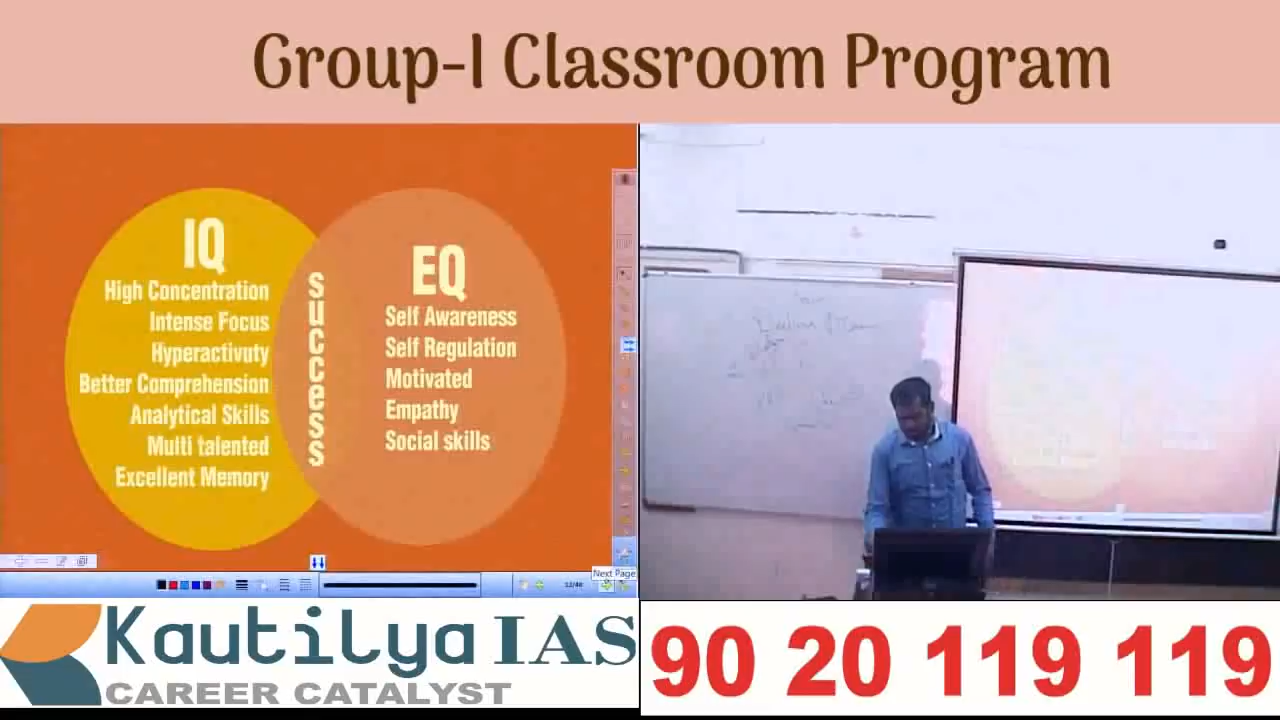 Group-I Classroom Program
IQ
High Concentration
Intense Focus
Hyperactivuty
Better Comprehension
Analytical Skills
Multi talented
Excellent Memory
success
EQ
Self Awareness
Self Regulation
Motivated
Empathy
Social skills
Next Page
Kautilya IAS
CAREER CATALYST
90 20 119 119